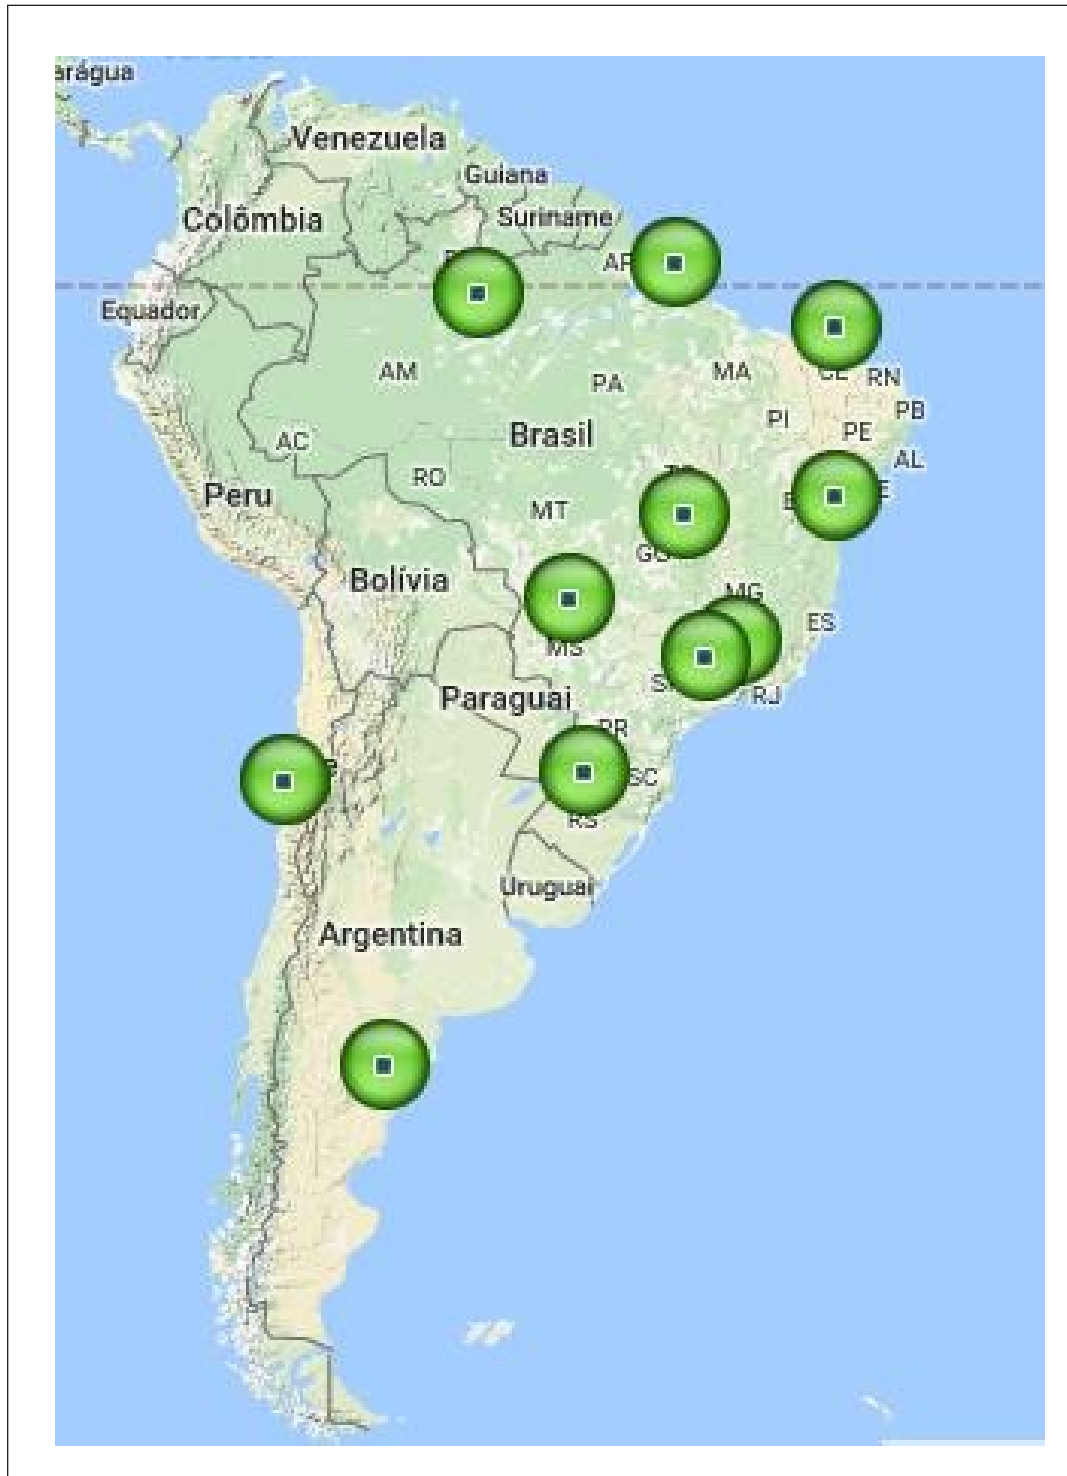 arágua
Venezuela
Guiana
Colômbia
Suriname
AP
Equador
AM
PA
MA
RN
PI
PB
PE
Brasil
AC
AL
RO
Peru
MT
Bolívia
MG
ES
MS
Paraguai
RJ
PR
SC
RS
Uruguai
Argentina